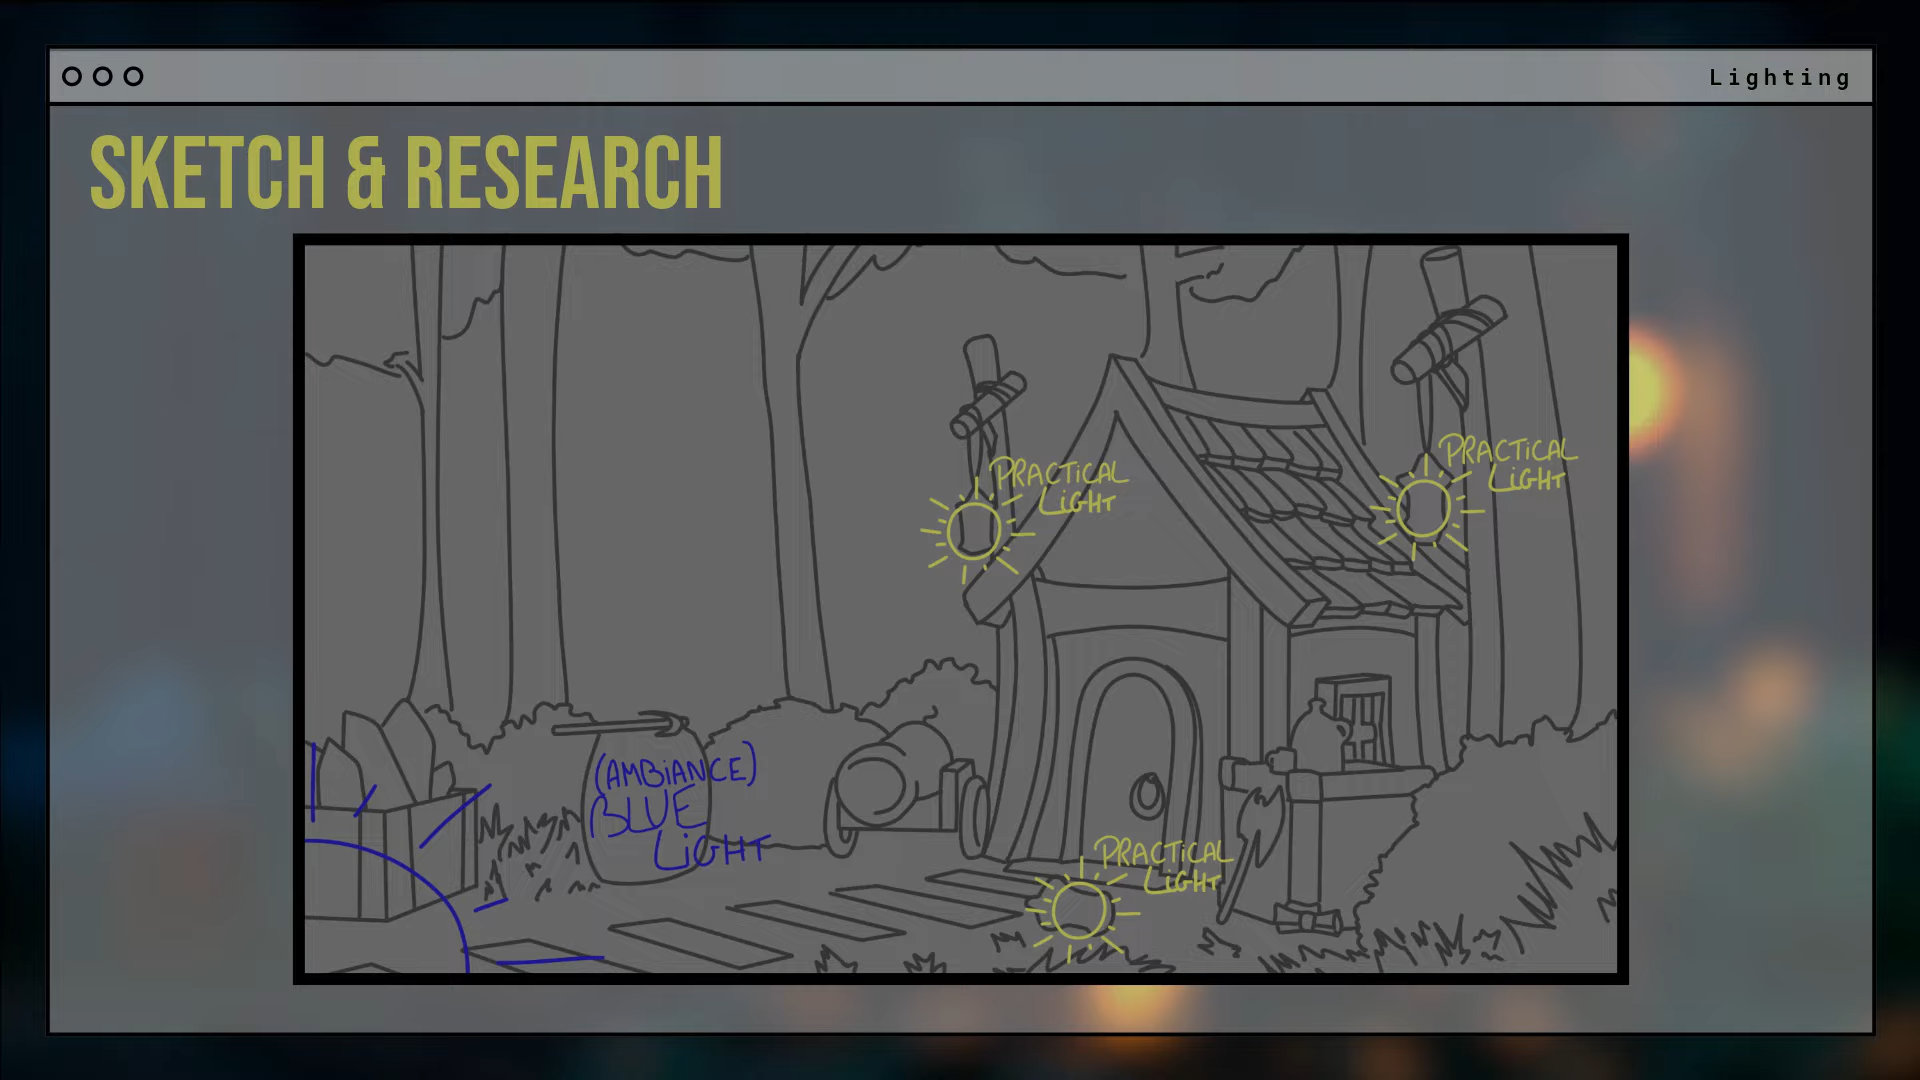 Lighting
SKETCH & RESEARCH
PRACTiCAL
LiGHT
PRACTiCAL
LiGHT
(AMBiANCE)
BLUE
LiGHT
PRACTiCAL
LiGHT